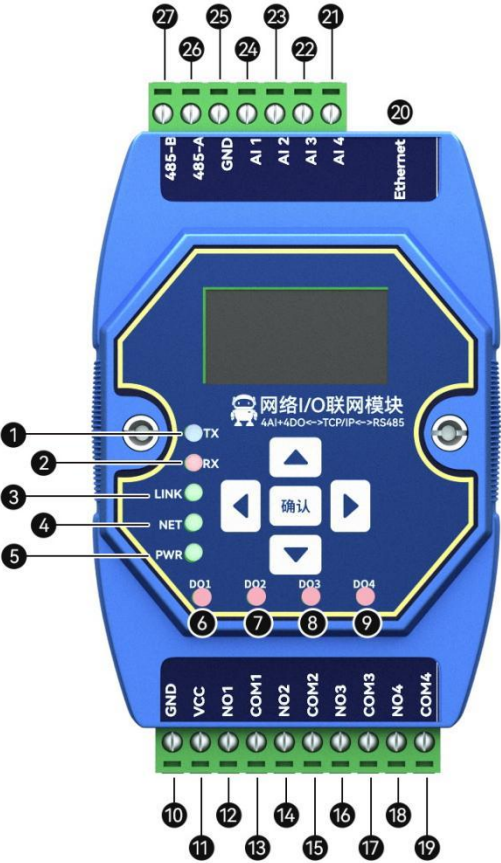 27 25 23 21
26 24 22
20
485-B 485-A GND AI 1 AI 2 AI 3 AI 4 Ethernet
网络I/O联网模块
4AI+4DO<-->TCP/IP<-->RS485
1 TX
2 RX
3 LINK
4 NET
5 PWR
确认
DO1 DO2 DO3 DO4
6 7 8 9
GND VCC NO1 COM1 NO2 COM2 NO3 COM3 NO4 COM4
10 12 14 16 18
11 13 15 17 19